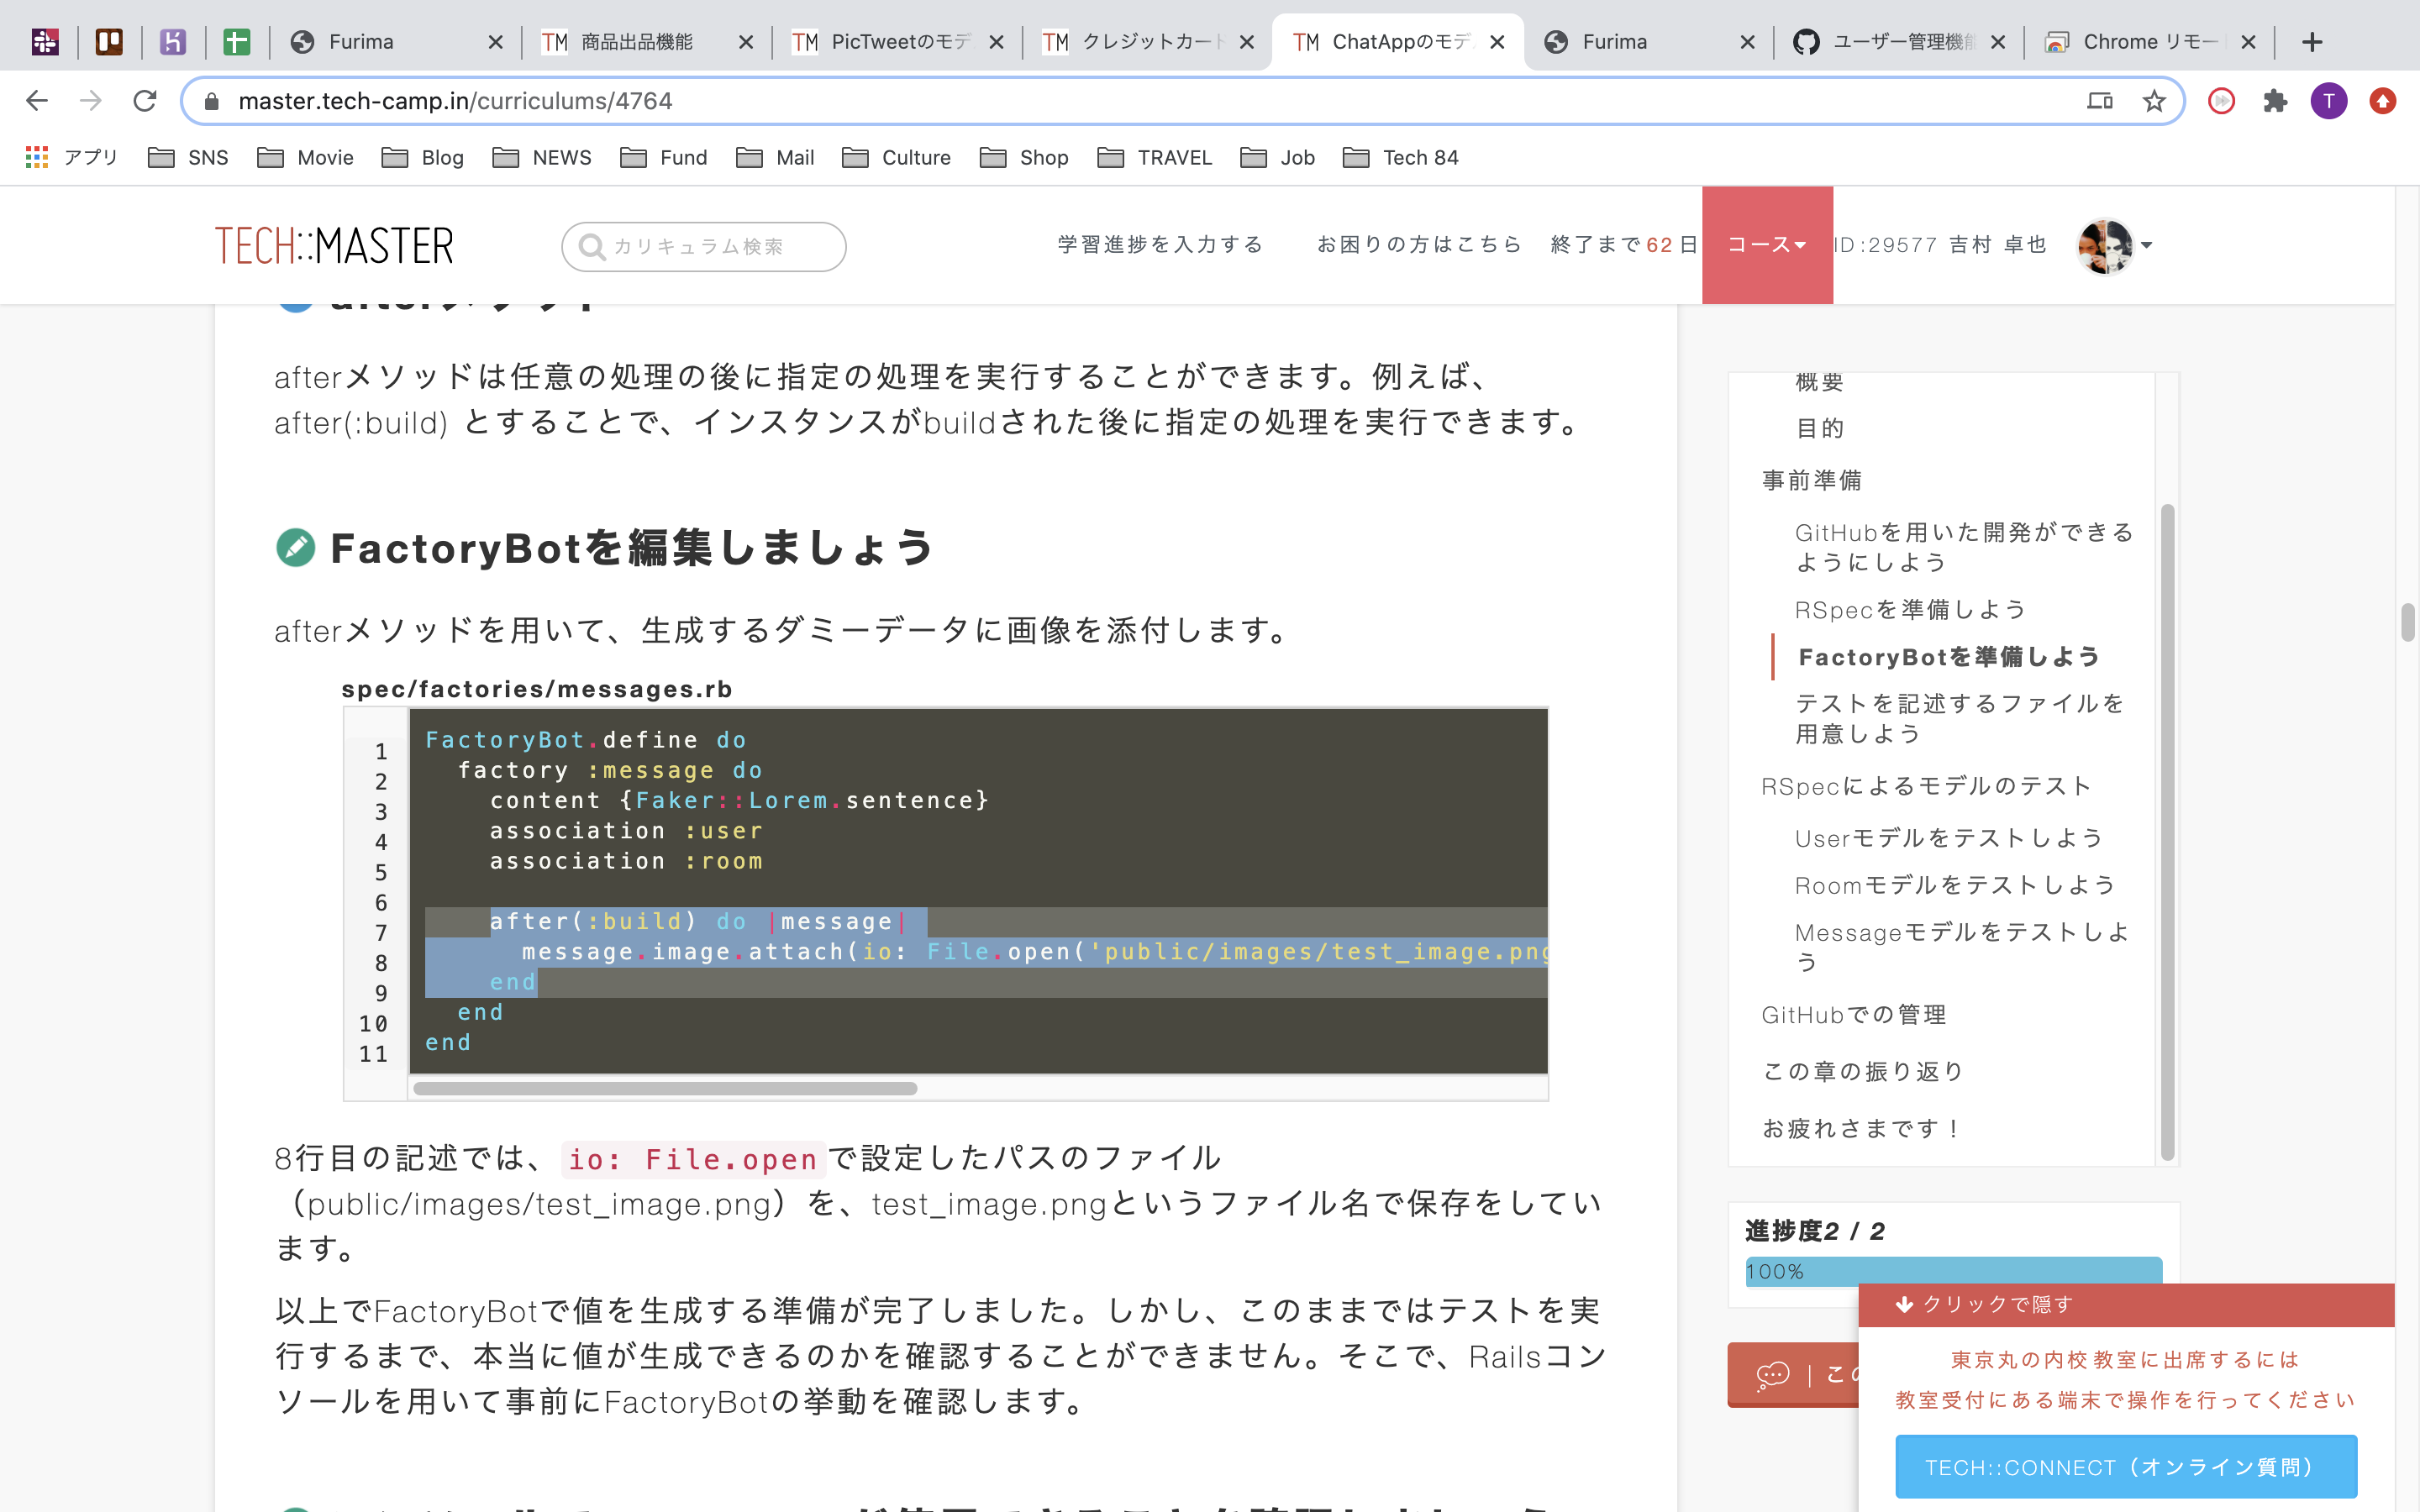 Furima
商品出品機能
PicTweetのモデ
クレジットカート
ChatAppのモデ
Furima
ユーザー管理機能
Chrome リモー
master.tech-camp.in/curriculums/4764
T
アプリ
SNS
Movie
Blog
NEWS
Fund
Mail
Culture
Shop
TRAVEL
Job
Tech 84
TECH::MASTER
カリキュラム検索
学習進捗を入力する
お困りの方はこちら
終了まで62日
コース
ID:29577 吉村 卓也
afterメソッド
afterメソッドは任意の処理の後に指定の処理を実行することができます。例えば、
after(:build) とすることで、インスタンスがbuildされた後に指定の処理を実行できます。
FactoryBotを編集しましょう
afterメソッドを用いて、生成するダミーデータに画像を添付します。
spec/factories/messages.rb
1 FactoryBot.define do
2 factory :message do
3 content {Faker::Lorem.sentence}
4 association :user
5 association :room
6
7 after(:build) do |message|
8 message.image.attach(io: File.open('public/images/test_image.png
9 end
10 end
11 end
8行目の記述では、io: File.openで設定したパスのファイル
（public/images/test_image.png）を、test_image.pngというファイル名で保存をしてい
ます。
以上でFactoryBotで値を生成する準備が完了しました。しかし、このままではテストを実
行するまで、本当に値が生成できるのかを確認することができません。そこで、Railsコン
ソールを用いて事前にFactoryBotの挙動を確認します。
概要
目的
事前準備
GitHubを用いた開発ができる
ようにしよう
RSpecを準備しよう
FactoryBotを準備しよう
テストを記述するファイルを
用意しよう
RSpecによるモデルのテスト
Userモデルをテストしよう
Roomモデルをテストしよう
Messageモデルをテストしよ
う
GitHubでの管理
この章の振り返り
お疲れさまです！
進捗度2 / 2
100%
クリックで隠す
この
東京丸の内校 教室に出席するには
教室受付にある端末で操作を行ってください
TECH::CONNECT（オンライン質問）